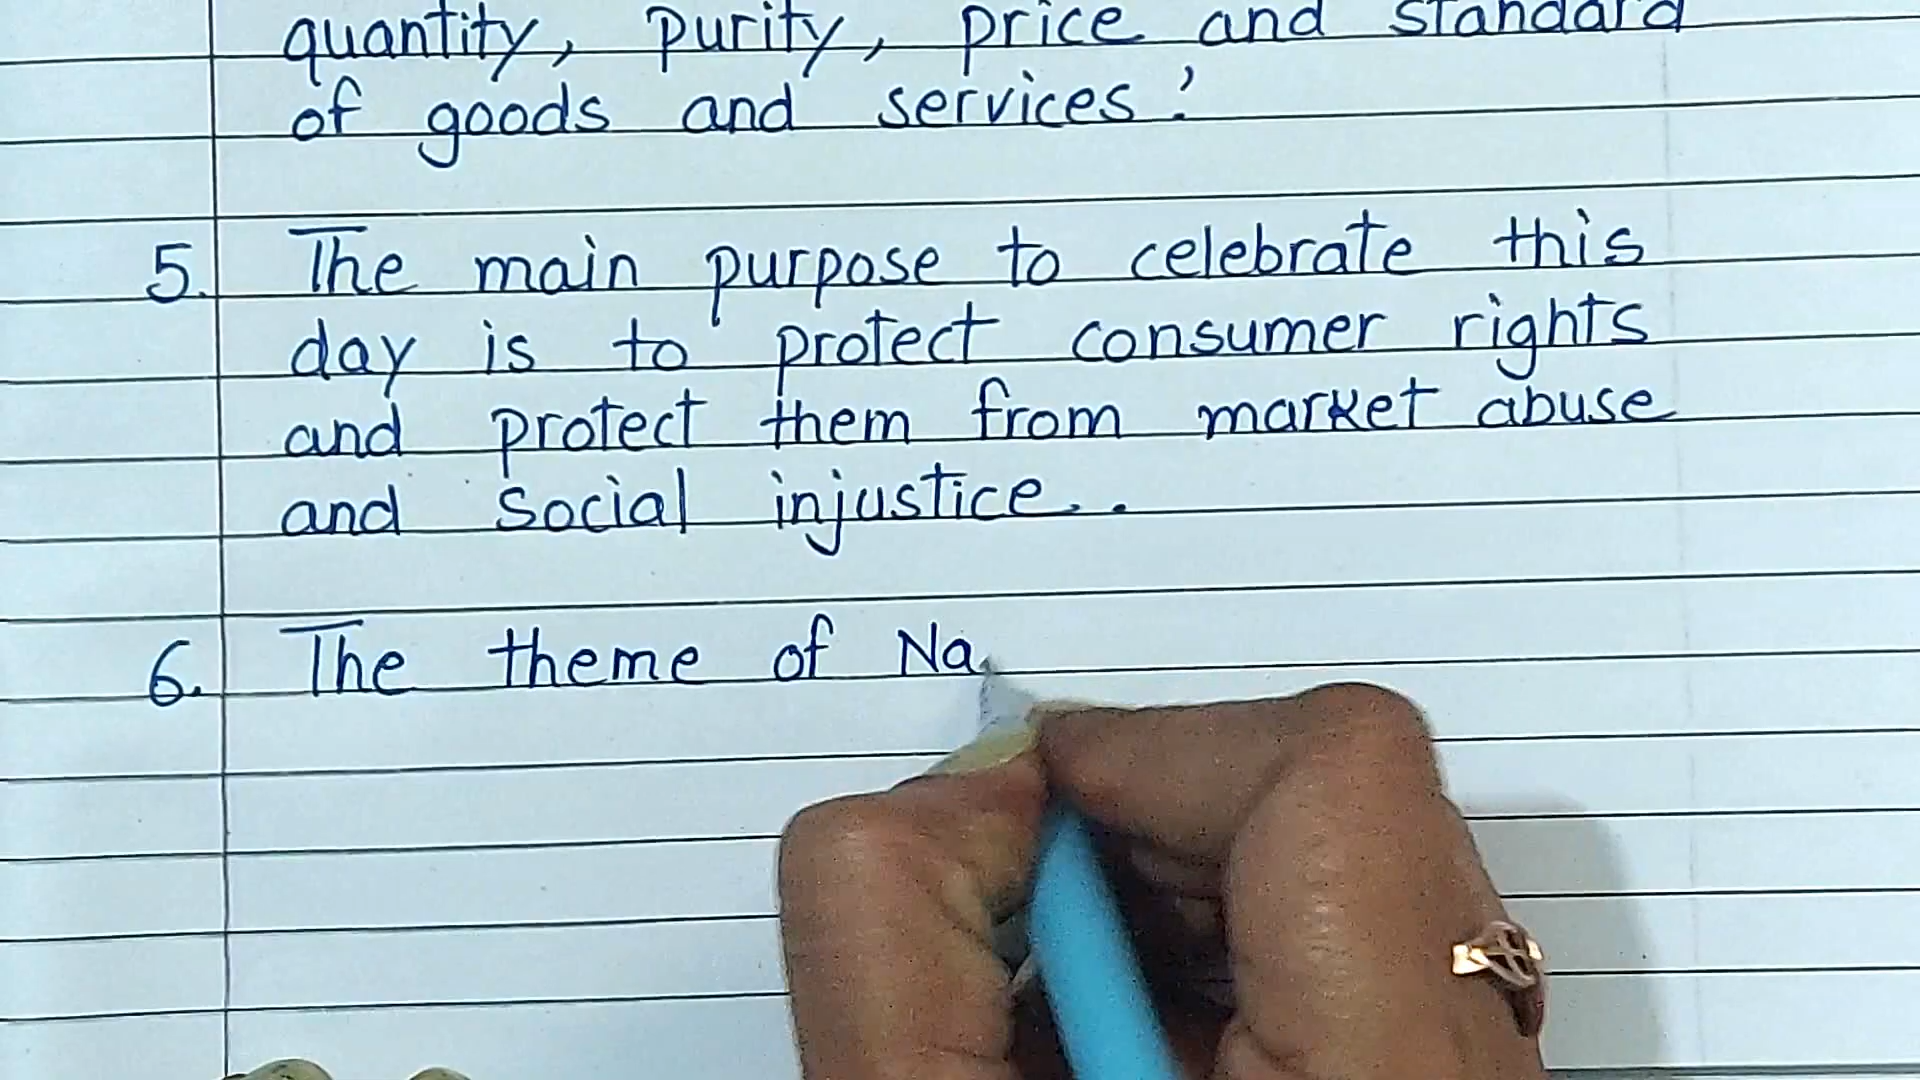 quantity, purity, price and standard
of goods and services.'
5. The main purpose to celebrate this
day is to protect consumer rights
and protect them from market abuse
and social injustice..
6. The theme of Na